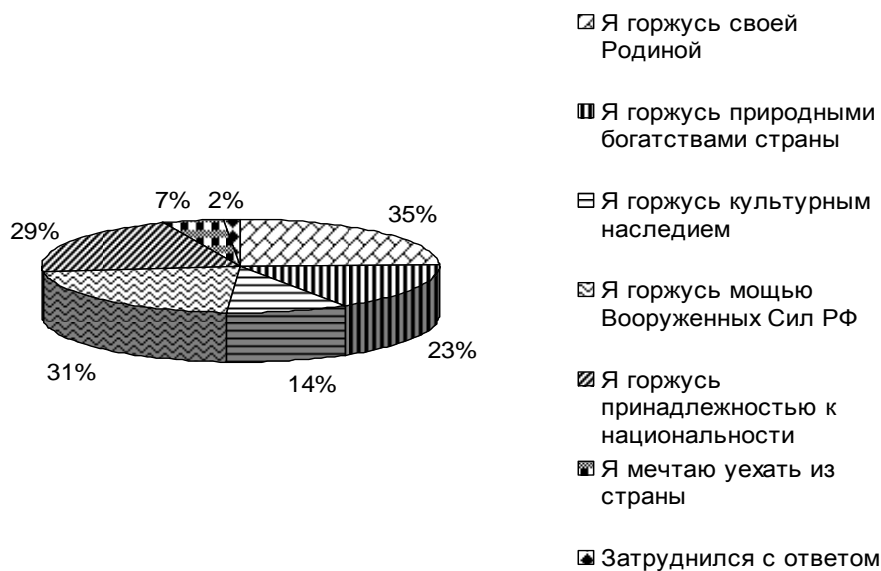 Я горжусь своей
Родиной
Я горжусь природными
богатствами страны
Я горжусь культурным
наследием
Я горжусь мощью
Вооруженных Сил РФ
Я горжусь
принадлежностью к
национальности
Я мечтаю уехать из
страны
Затруднился с ответом
7% 2%
35%
29%
23%
31%
14%